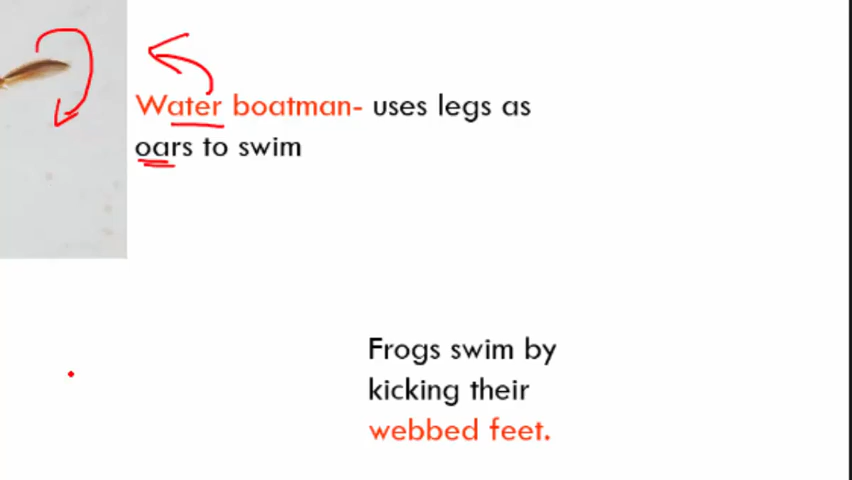 Water boatman- uses legs as
oars to swim
Frogs swim by
kicking their
webbed feet.